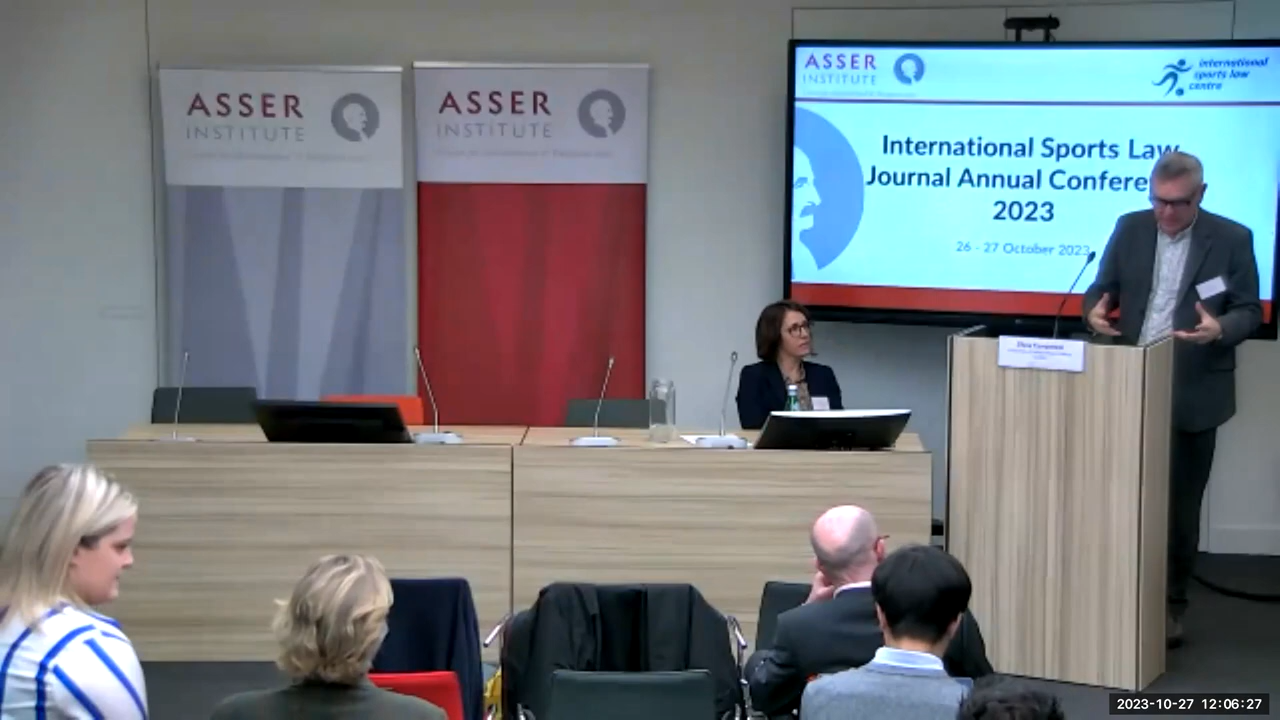 ASSER
INSTITUTE
ASSER
INSTITUTE
ASSER
INSTITUTE
international
sports law
centre
International Sports Law
Journal Annual Confere
2023
26 - 27 October 2023
2023-10-27 12:06:27